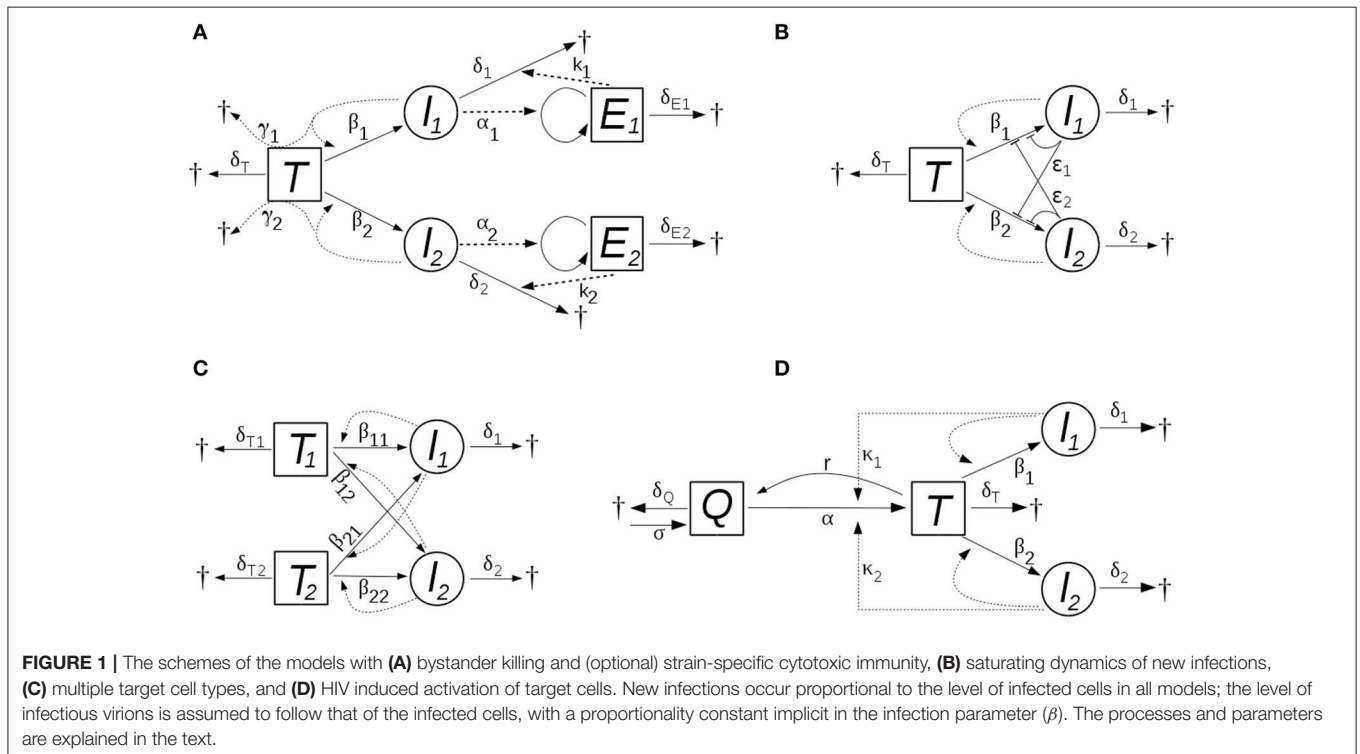 A
†
δ1
k1
I1
α1
E1
δE1
†
†
γ1
β1
δT
†
T
γ2
†
β2
α2
I2
E2
δE2
†
δ2
k2
†
B
I1
δ1
†
β1
δT
†
T
ε1
ε2
β2
I2
δ2
†
C
†
δT1
T1
β11
I1
δ1
†
β12
β21
†
δT2
T2
β22
I2
δ2
†
D
I1
δ1
†
κ1
β1
r
†
δQ
σ
Q
α
T
δT
†
β2
κ2
I2
δ2
†
FIGURE 1 | The schemes of the models with (A) bystander killing and (optional) strain-specific cytotoxic immunity, (B) saturating dynamics of new infections,
(C) multiple target cell types, and (D) HIV induced activation of target cells. New infections occur proportional to the level of infected cells in all models; the level of
infectious virions is assumed to follow that of the infected cells, with a proportionality constant implicit in the infection parameter (β). The processes and parameters
are explained in the text.